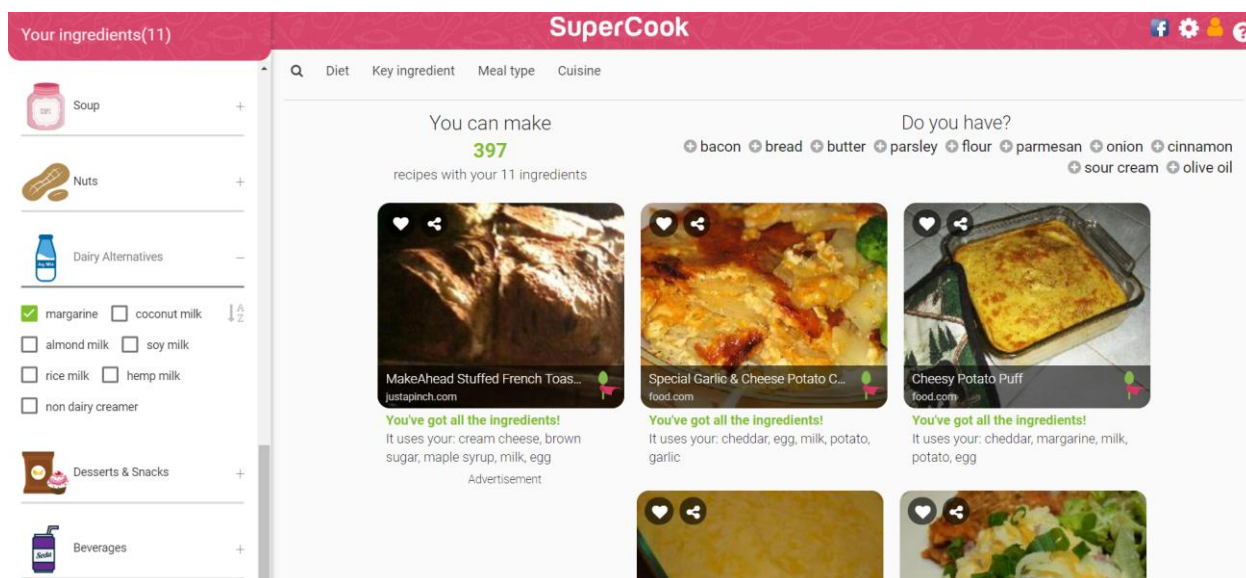 Your ingredients(11)
SuperCook
Soup
Nuts
Dairy Alternatives
margarine coconut milk
almond milk soy milk
rice milk hemp milk
non dairy creamer
Desserts & Snacks
Beverages
Diet Key ingredient Meal type Cuisine
You can make
397
recipes with your 11 ingredients
Do you have?
bacon bread butter parsley flour parmesan onion cinnamon
sour cream olive oil
MakeAhead Stuffed French Toas...
justapinch.com
You've got all the ingredients!
It uses your: cream cheese, brown
sugar, maple syrup, milk, egg
Advertisement
Special Garlic & Cheese Potato C...
food.com
You've got all the ingredients!
It uses your: cheddar, egg, milk, potato,
garlic
Cheesy Potato Puff
food.com
You've got all the ingredients!
It uses your: cheddar, margarine, milk,
potato, egg